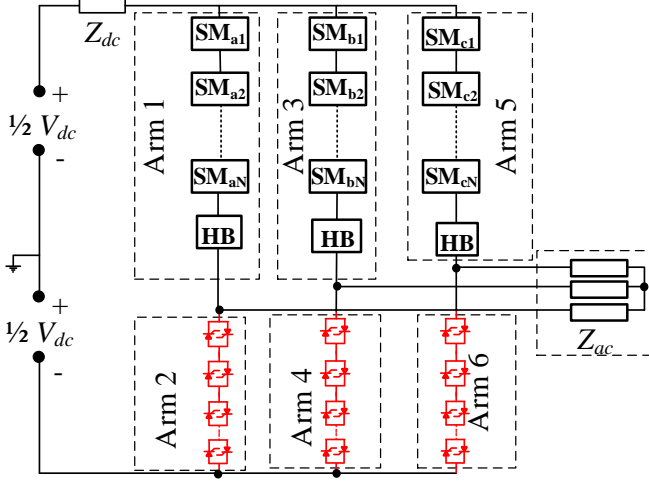 Z_dc
+
½ V_dc
-
+
½ V_dc
-
Arm 1
SM_a1
SM_a2
SM_aN
HB
Arm 3
SM_b1
SM_b2
SM_bN
HB
Arm 5
SM_c1
SM_c2
SM_cN
HB
Z_ac
Arm 2
Arm 4
Arm 6